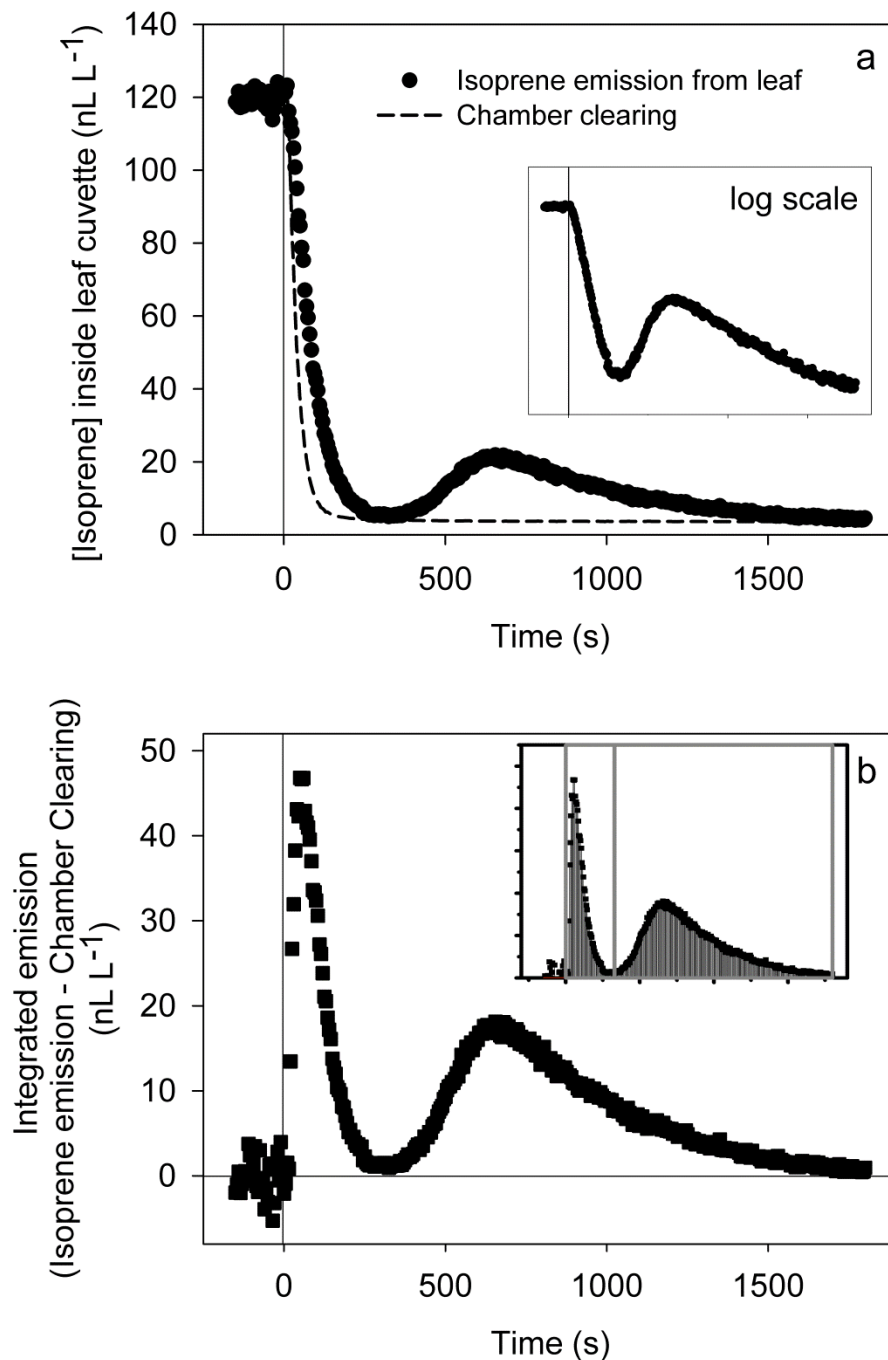 140
120
100
80
60
40
20
0
[Isoprene] inside leaf cuvette (nL L⁻¹)
a
Isoprene emission from leaf
Chamber clearing
log scale
0 500 1000 1500
Time (s)
50
40
30
20
10
0
Integrated emission
(Isoprene emission - Chamber Clearing)
(nL L⁻¹)
b
0 500 1000 1500
Time (s)